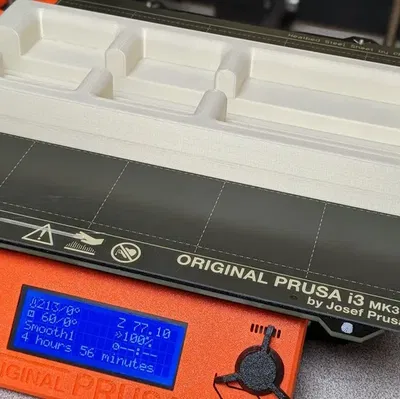 ORIGINAL PRUSA i3 MK3
by Josef Prusa
213/0° Z 77.10
60/0° 100%
Smooth1 --:--
4 hours 56 minutes
ORIGINAL PRUS